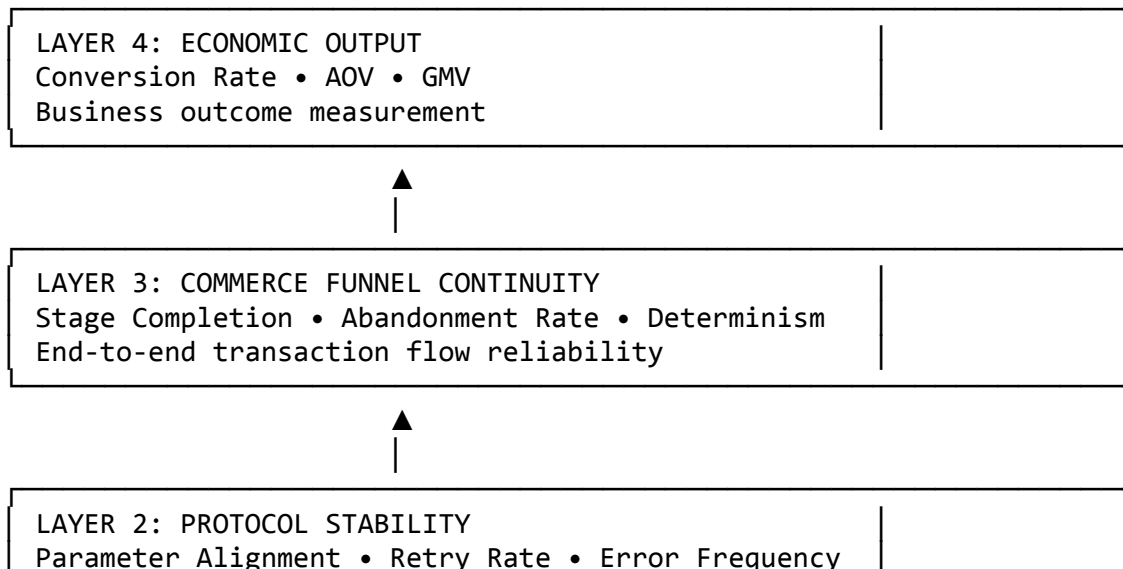 LAYER 4: ECONOMIC OUTPUT
Conversion Rate • AOV • GMV
Business outcome measurement
LAYER 3: COMMERCE FUNNEL CONTINUITY
Stage Completion • Abandonment Rate • Determinism
End-to-end transaction flow reliability
LAYER 2: PROTOCOL STABILITY
Parameter Alignment • Retry Rate • Error Frequency